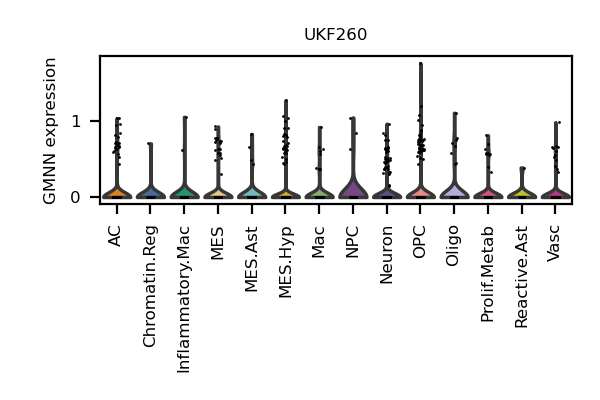 UKF260
GMNN expression
1
0
AC
Chromatin.Reg
Inflammatory.Mac
MES
MES.Ast
MES.Hyp
Mac
NPC
Neuron
OPC
Oligo
Prolif.Metab
Reactive.Ast
Vasc